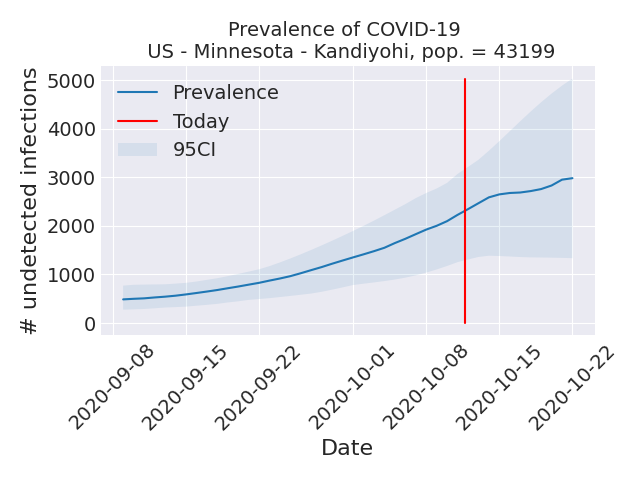 Prevalence of COVID-19
US - Minnesota - Kandiyohi, pop. = 43199
# undetected infections
5000
4000
3000
2000
1000
0
Prevalence
Today
95CI
2020-09-08
2020-09-15
2020-09-22
2020-10-01
2020-10-08
2020-10-15
2020-10-22
Date